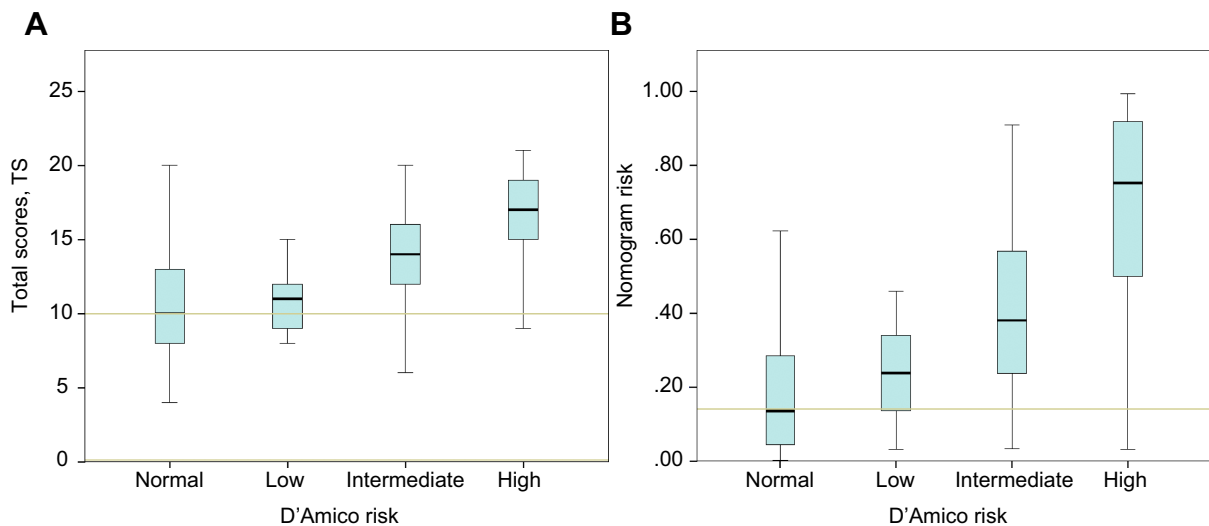 A
Total scores, TS
25
20
15
10
5
0
Normal Low Intermediate High
D’Amico risk
B
Nomogram risk
1.00
.80
.60
.40
.20
.00
Normal Low Intermediate High
D’Amico risk